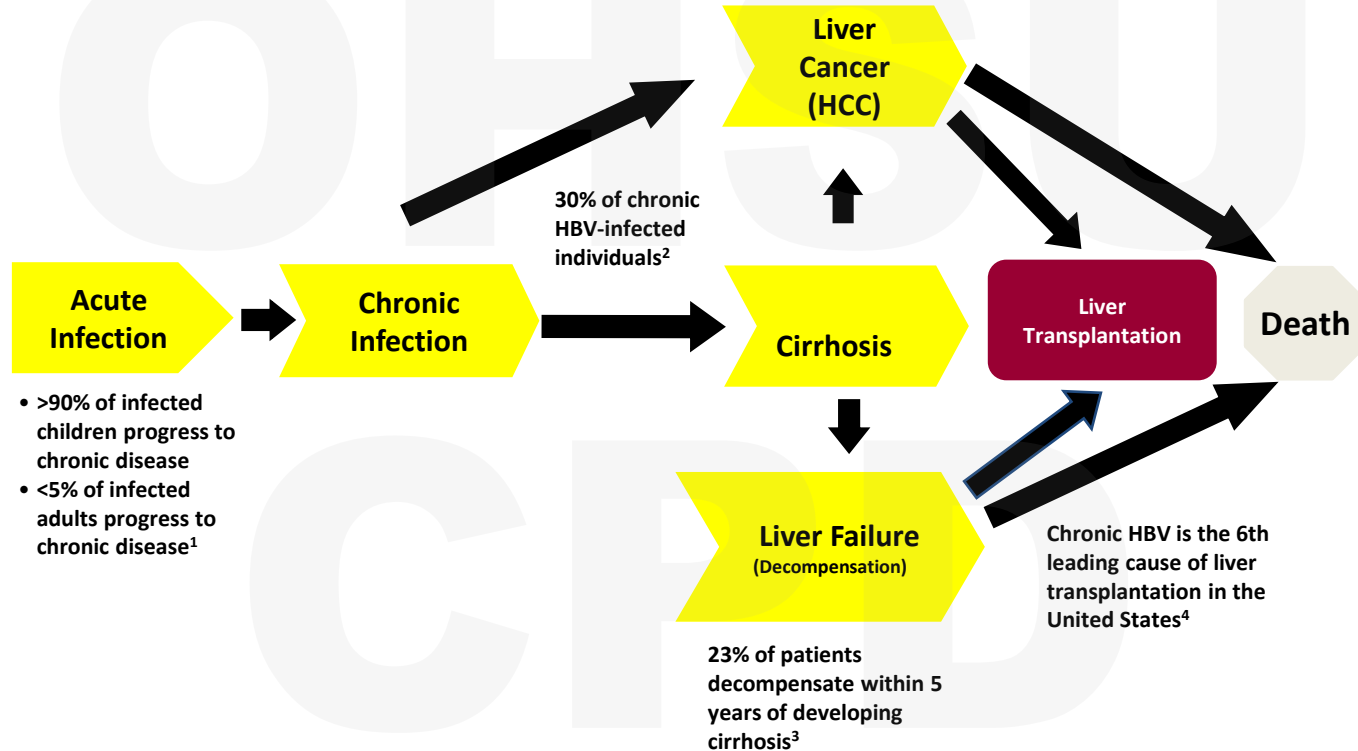 OHSU
CPD
Liver
Cancer
(HCC)
30% of chronic
HBV-infected
individuals²
Acute
Infection
Chronic
Infection
Cirrhosis
Liver
Transplantation
Death
• >90% of infected
children progress to
chronic disease
• <5% of infected
adults progress to
chronic disease¹
Liver Failure
(Decompensation)
Chronic HBV is the 6th
leading cause of liver
transplantation in the
United States⁴
23% of patients
decompensate within 5
years of developing
cirrhosis³